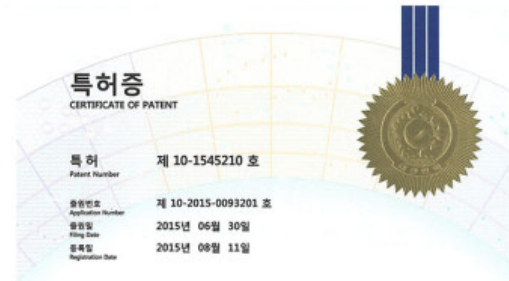 특허증
CERTIFICATE OF PATENT
특 허 제 10-1545210 호
Patent Number
출원번호 제 10-2015-0093201 호
Application Number
출원일 2015년 06월 30일
Filing Date
등록일 2015년 08월 11일
Registration Date